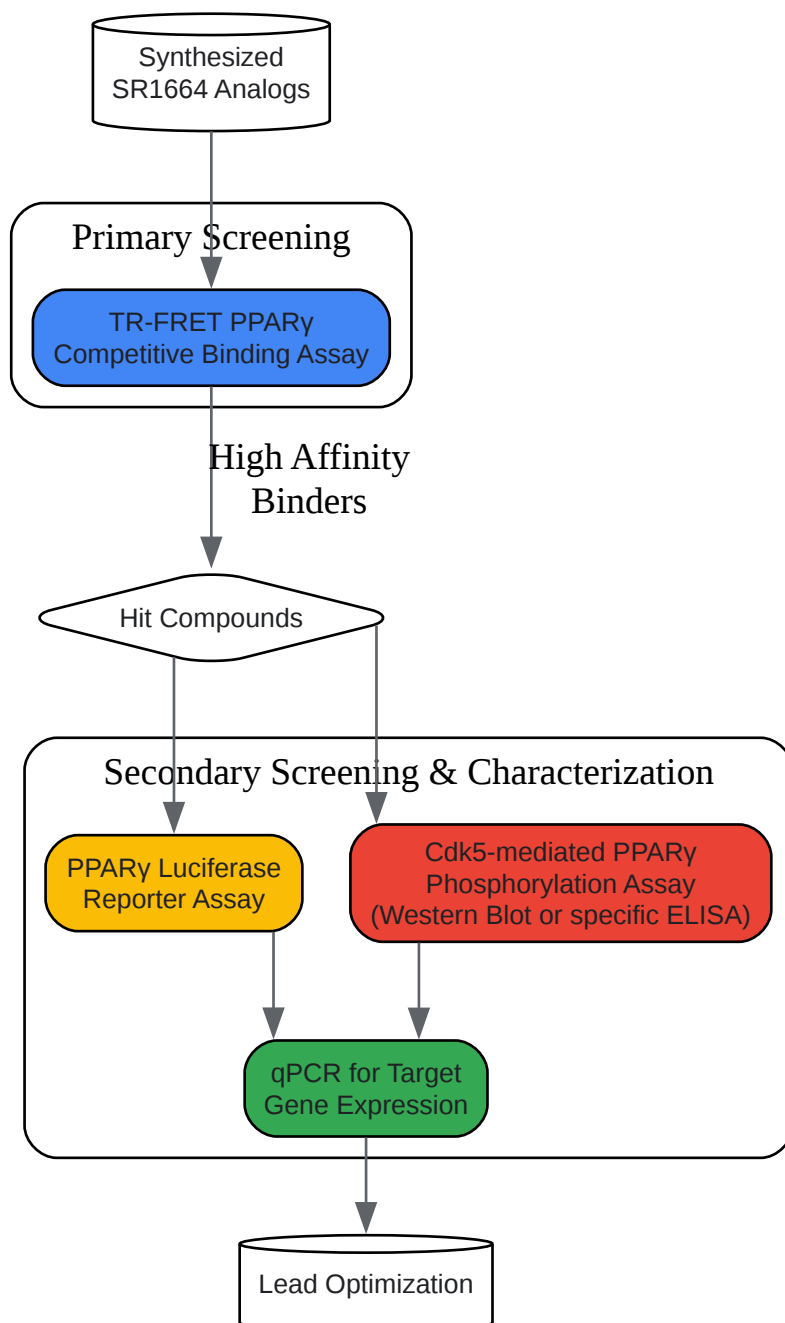 Synthesized
SR1664 Analogs
Primary Screening
TR-FRET PPARγ
Competitive Binding Assay
High Affinity
Binders
Hit Compounds
Secondary Screening & Characterization
PPARγ Luciferase
Reporter Assay
Cdk5-mediated PPARγ
Phosphorylation Assay
(Western Blot or specific ELISA)
qPCR for Target
Gene Expression
Lead Optimization